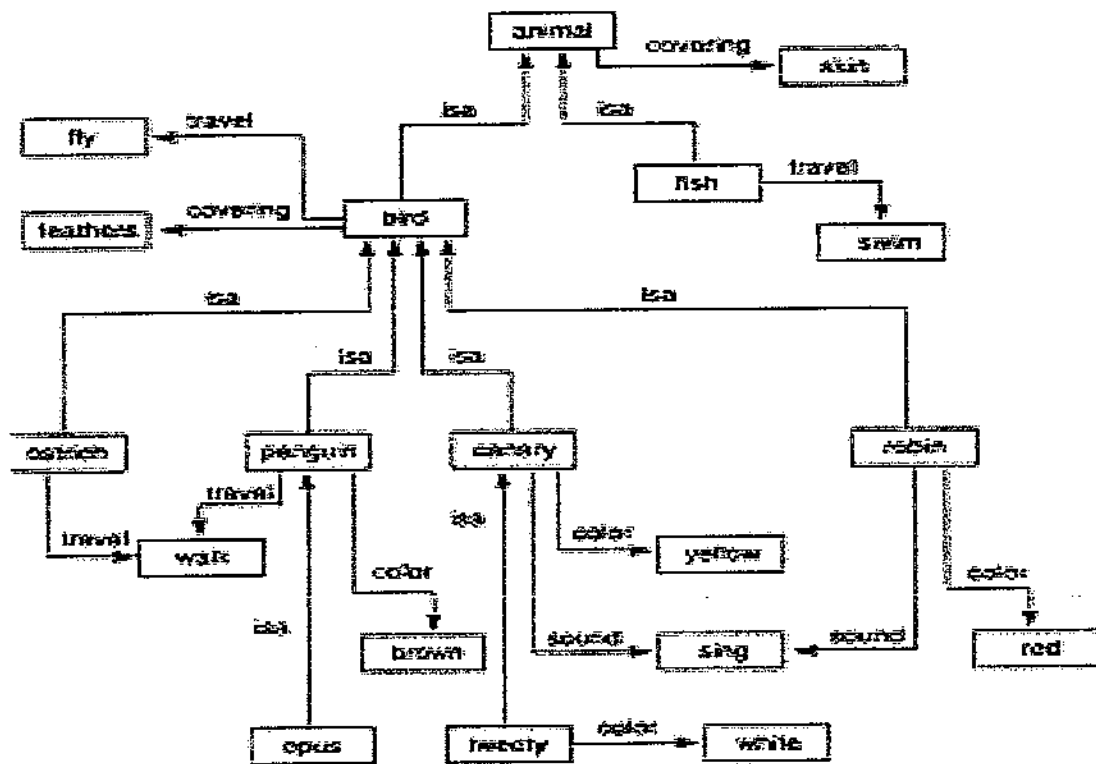 animal
covering
skin
isa
isa
fly
travel
fish
travel
feathers
covering
bird
swim
isa
isa
isa
isa
ostrich
penguin
canary
robin
travel
travel
walk
isa
color
yellow
color
color
isa
brown
sound
sing
sound
red
opus
tweety
color
white